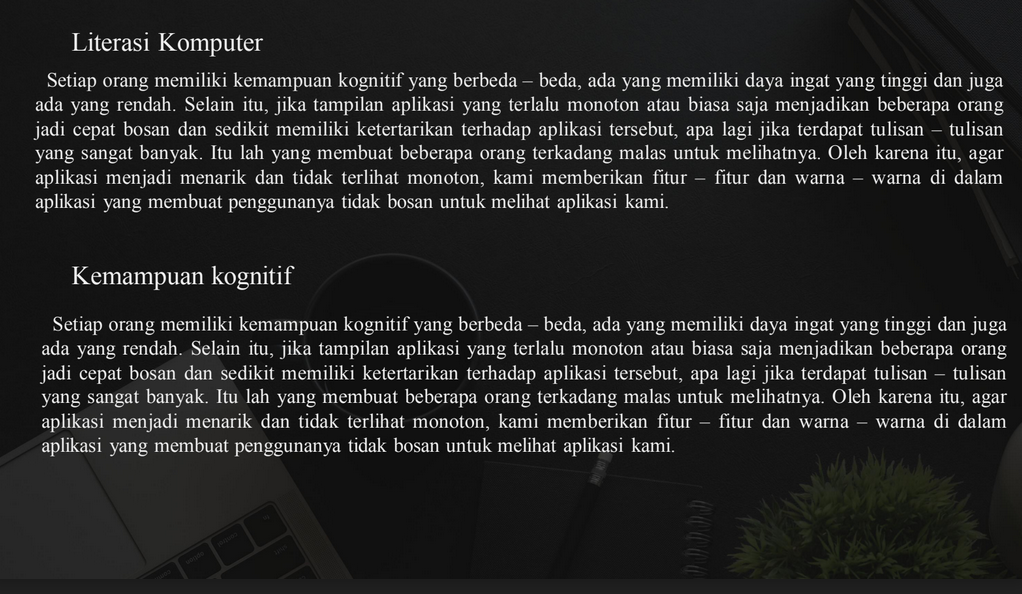 Literasi Komputer
Setiap orang memiliki kemampuan kognitif yang berbeda – beda, ada yang memiliki daya ingat yang tinggi dan juga
ada yang rendah. Selain itu, jika tampilan aplikasi yang terlalu monoton atau biasa saja menjadikan beberapa orang
jadi cepat bosan dan sedikit memiliki ketertarikan terhadap aplikasi tersebut, apa lagi jika terdapat tulisan – tulisan
yang sangat banyak. Itu lah yang membuat beberapa orang terkadang malas untuk melihatnya. Oleh karena itu, agar
aplikasi menjadi menarik dan tidak terlihat monoton, kami memberikan fitur – fitur dan warna – warna di dalam
aplikasi yang membuat penggunanya tidak bosan untuk melihat aplikasi kami.
Kemampuan kognitif
Setiap orang memiliki kemampuan kognitif yang berbeda – beda, ada yang memiliki daya ingat yang tinggi dan juga
ada yang rendah. Selain itu, jika tampilan aplikasi yang terlalu monoton atau biasa saja menjadikan beberapa orang
jadi cepat bosan dan sedikit memiliki ketertarikan terhadap aplikasi tersebut, apa lagi jika terdapat tulisan – tulisan
yang sangat banyak. Itu lah yang membuat beberapa orang terkadang malas untuk melihatnya. Oleh karena itu, agar
aplikasi menjadi menarik dan tidak terlihat monoton, kami memberikan fitur – fitur dan warna – warna di dalam
aplikasi yang membuat penggunanya tidak bosan untuk melihat aplikasi kami.